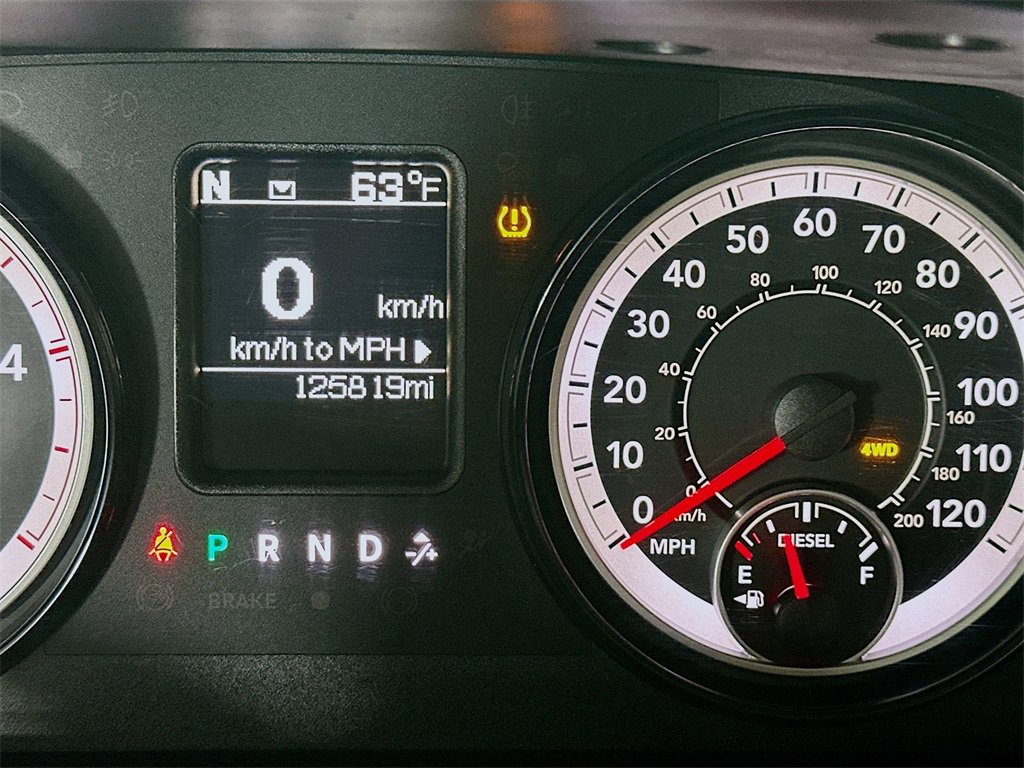 N 63°F
0 km/h
km/h to MPH
125819mi
4
P R N D
BRAKE
0 10 20 30 40 50 60 70 80 90 100 110 120
MPH
0 20 40 60 80 100 120 140 160 180 200
km/h
4WD
DIESEL
E F